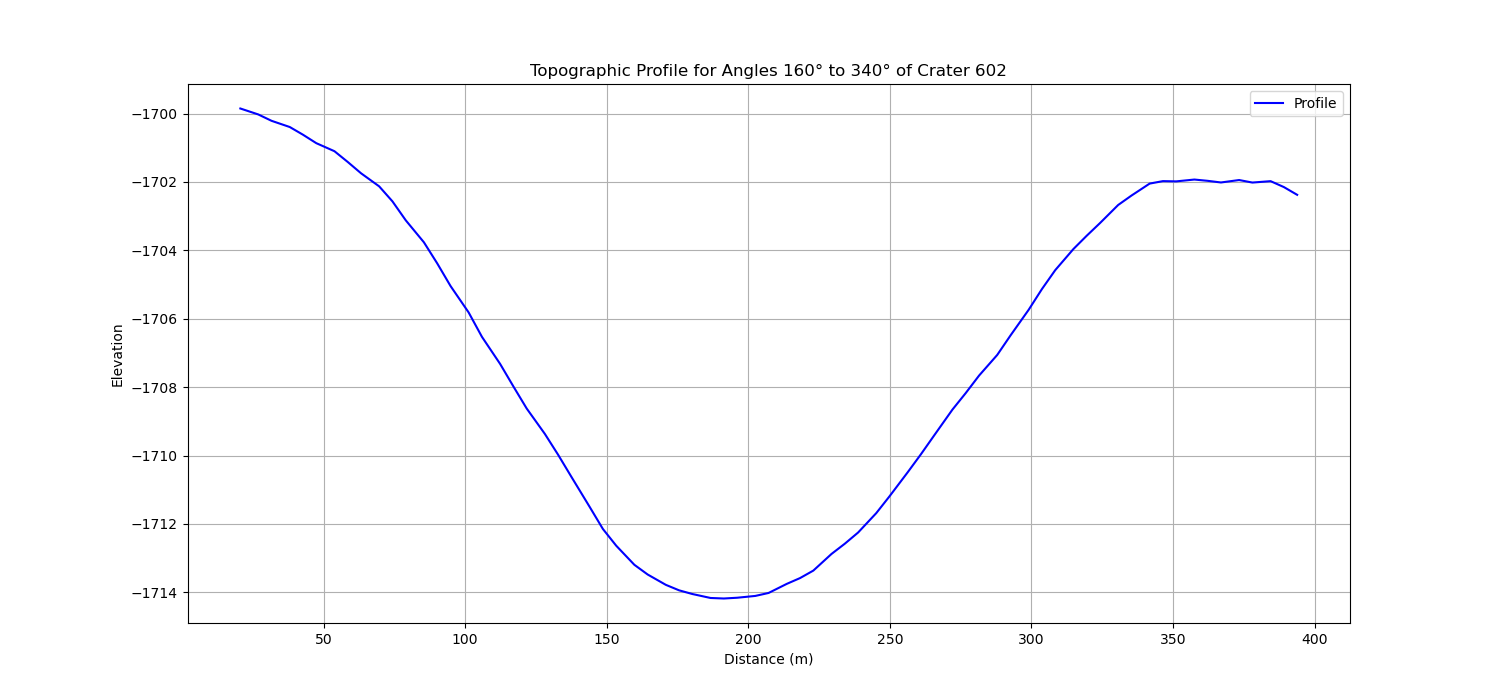 Topographic Profile for Angles 160° to 340° of Crater 602
Profile
−1700
−1702
−1704
−1706
−1708
−1710
−1712
−1714
Elevation
50 100 150 200 250 300 350 400
Distance (m)